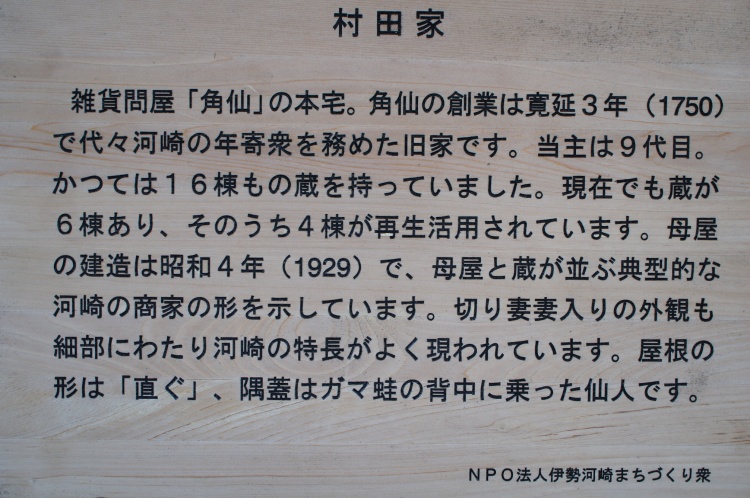 村田家
雑貨問屋「角仙」の本宅。角仙の創業は寛延３年（1750）
で代々河崎の年寄衆を務めた旧家です。当主は９代目。
かつては１６棟もの蔵を持っていました。現在でも蔵が
６棟あり、そのうち４棟が再生活用されています。母屋
の建造は昭和４年（1929）で、母屋と蔵が並ぶ典型的な
河崎の商家の形を示しています。切り妻妻入りの外観も
細部にわたり河崎の特長がよく現われています。屋根の
形は「直ぐ」、隅蓋はガマ蛙の背中に乗った仙人です。
ＮＰＯ法人伊勢河崎まちづくり衆